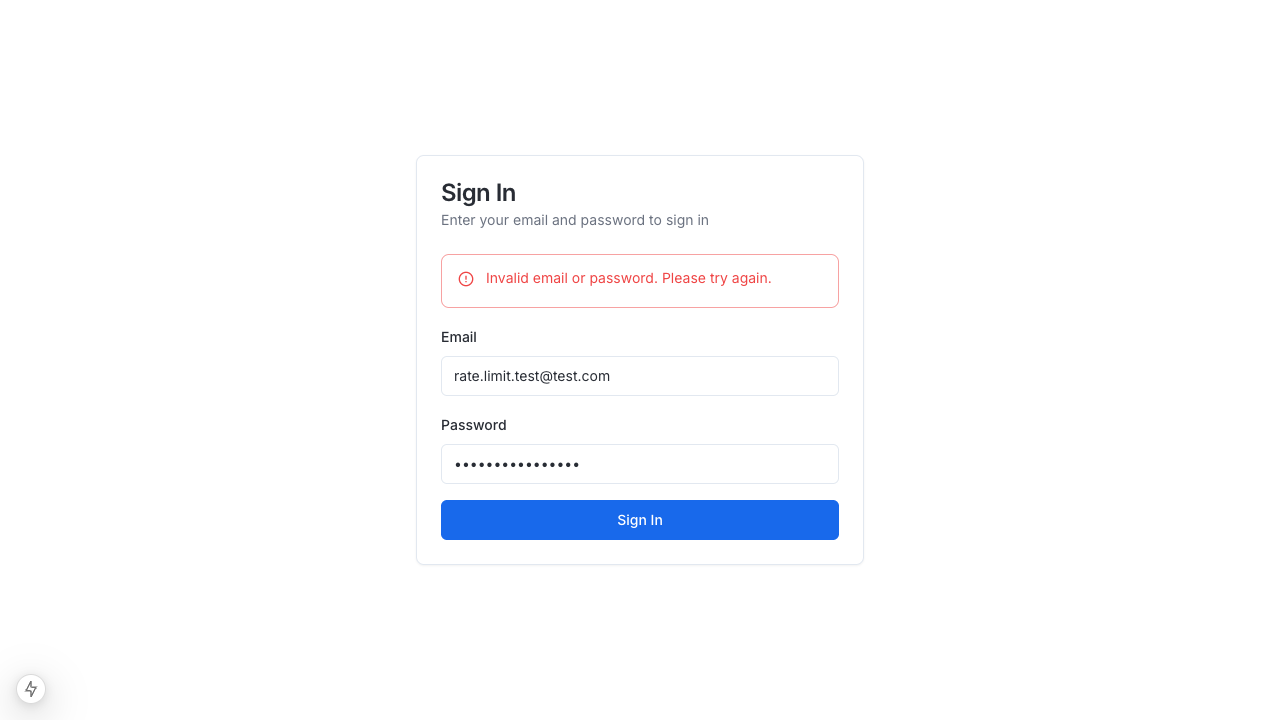 Sign In
Enter your email and password to sign in
Invalid email or password. Please try again.
Email
rate.limit.test@test.com
Password
••••••••••••••••
Sign In